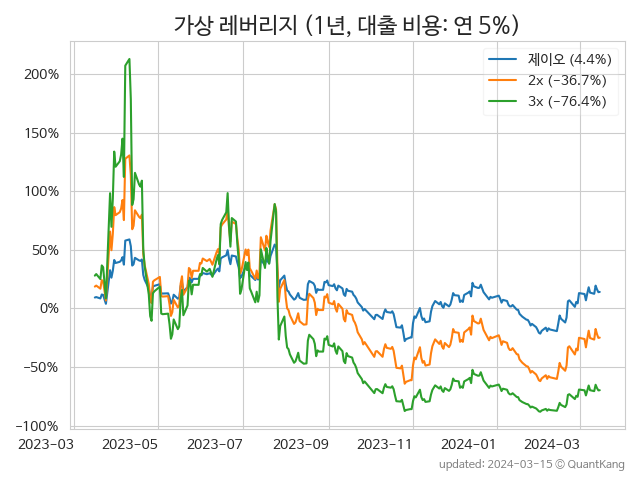 가상 레버리지 (1년, 대출 비용: 연 5%)
제이오 (4.4%)
2x (−36.7%)
3x (−76.4%)
200%
150%
100%
50%
0%
−50%
−100%
2023-03 2023-05 2023-07 2023-09 2023-11 2024-01 2024-03
updated: 2024-03-15 © QuantKang